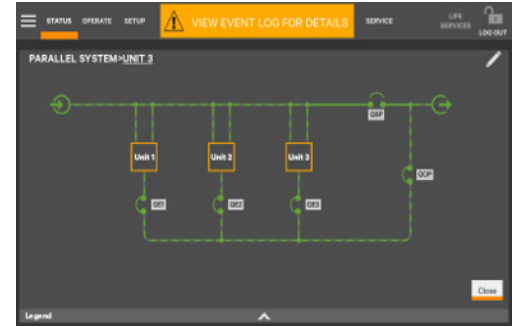 STATUS OPERATE SETUP VIEW EVENT LOG FOR DETAILS SERVICE LIFE SERVICES LOG OUT
PARALLEL SYSTEM>UNIT 3
QBP
Unit 1 Unit 2 Unit 3
QOP
QE1 QE2 QE3
Close
Legend